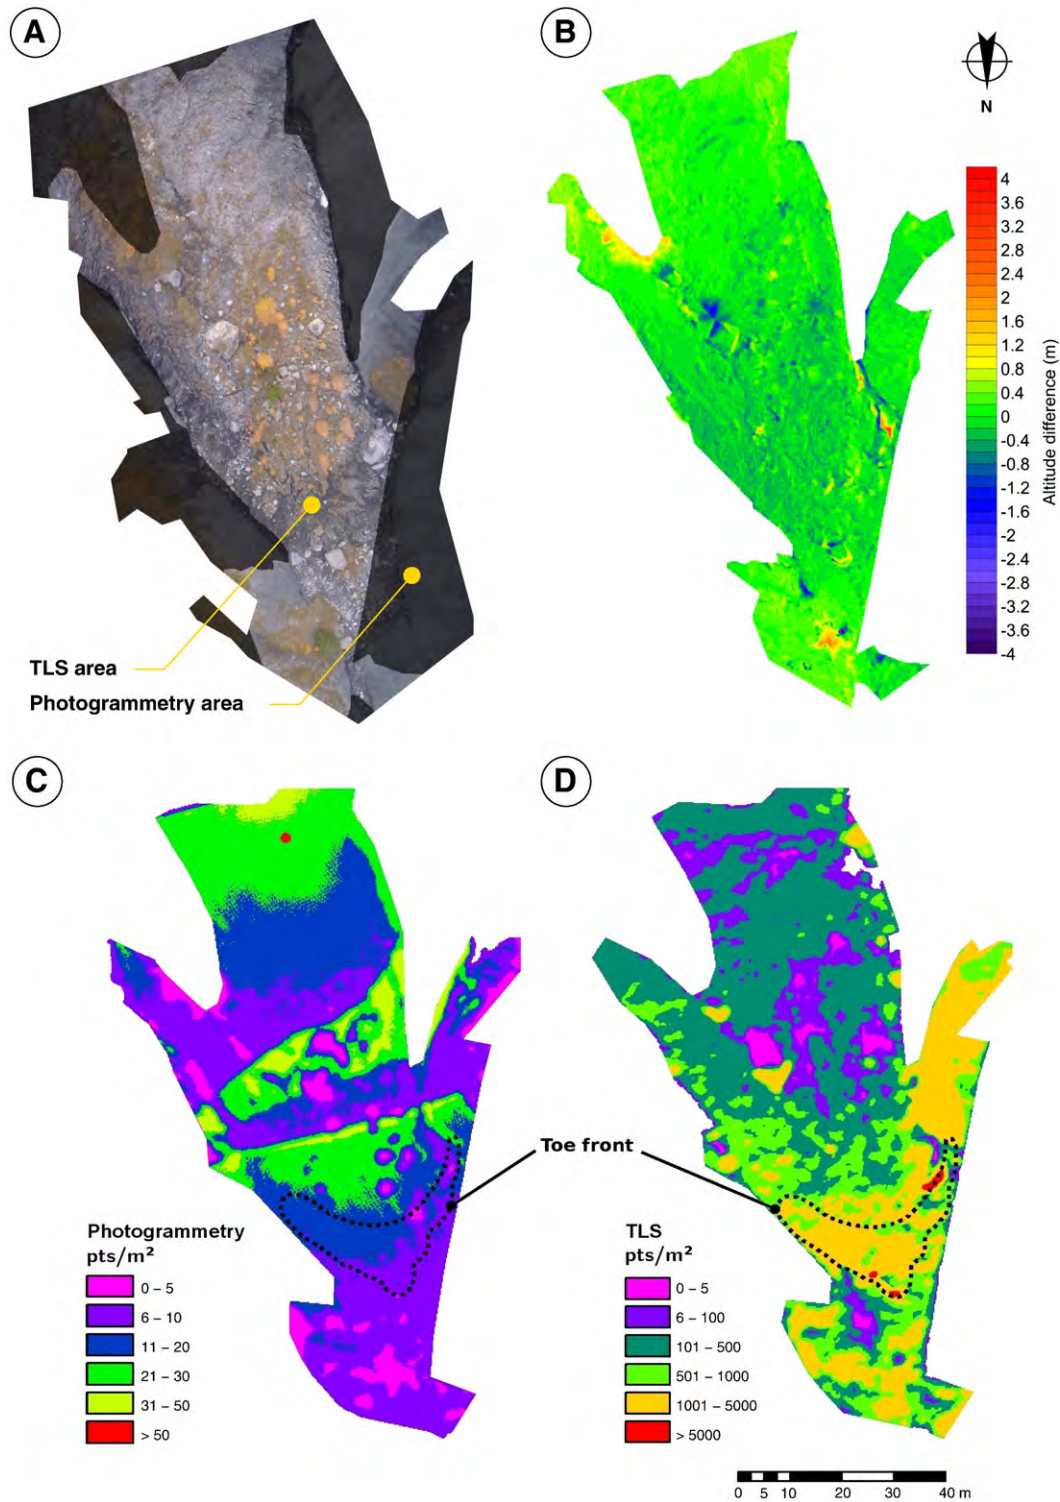 A
B
N
4
3.6
3.2
2.8
2.4
2
1.6
1.2
0.8
0.4
0
-0.4
-0.8
-1.2
-1.6
-2
-2.4
-2.8
-3.2
-3.6
-4
Altitude difference (m)
TLS area
Photogrammetry area
C
D
Toe front
Photogrammetry
pts/m²
0 – 5
6 – 10
11 – 20
21 – 30
31 – 50
> 50
TLS
pts/m²
0 – 5
6 – 100
101 – 500
501 – 1000
1001 – 5000
> 5000
0 5 10 20 30 40 m